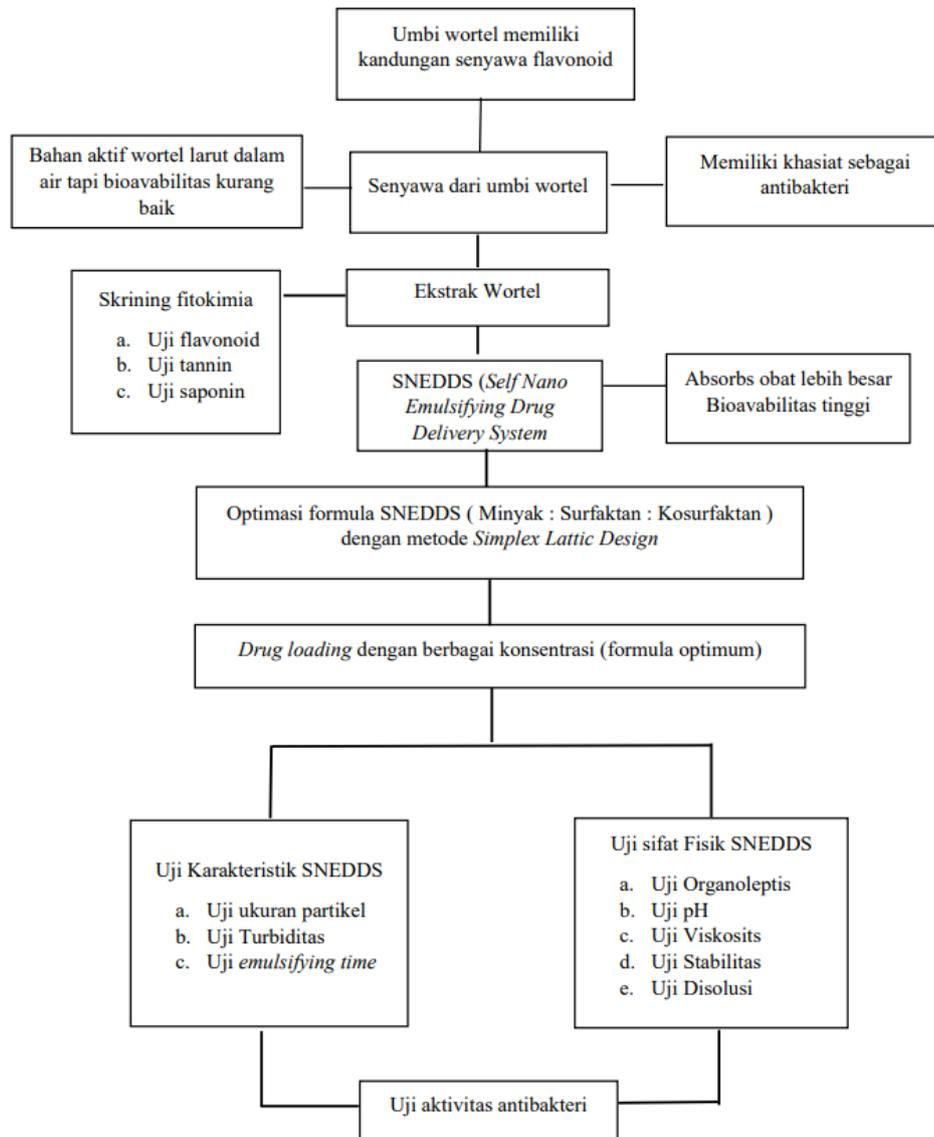 Umbi wortel memiliki
kandungan senyawa flavonoid
Bahan aktif wortel larut dalam
air tapi bioavabilitas kurang
baik
Senyawa dari umbi wortel
Memiliki khasiat sebagai
antibakteri
Skrining fitokimia
a. Uji flavonoid
b. Uji tannin
c. Uji saponin
Ekstrak Wortel
SNEDDS (Self Nano
Emulsifying Drug
Delivery System
Absorbs obat lebih besar
Bioavabilitas tinggi
Optimasi formula SNEDDS ( Minyak : Surfaktan : Kosurfaktan )
dengan metode Simplex Lattic Design
Drug loading dengan berbagai konsentrasi (formula optimum)
Uji Karakteristik SNEDDS
a. Uji ukuran partikel
b. Uji Turbiditas
c. Uji emulsifying time
Uji sifat Fisik SNEDDS
a. Uji Organoleptis
b. Uji pH
c. Uji Viskosits
d. Uji Stabilitas
e. Uji Disolusi
Uji aktivitas antibakteri